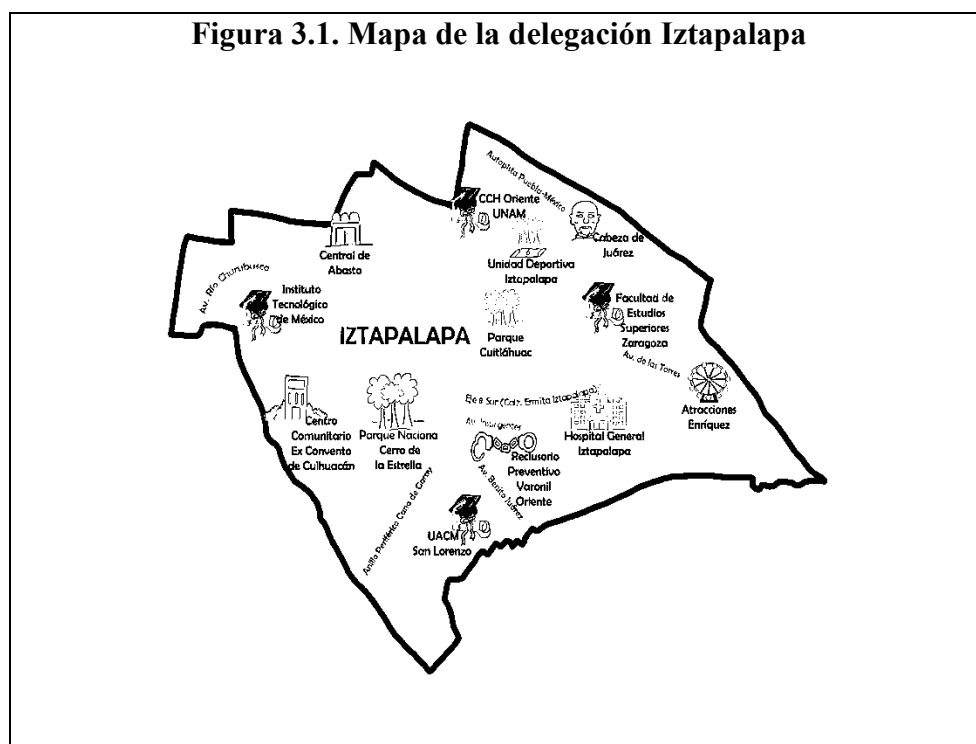 Figura 3.1. Mapa de la delegación Iztapalapa
Autopista Puebla-México
CCH Oriente
UNAM
Cabeza de
Juárez
Central de
Abasto
Unidad Deportiva
Iztapalapa
Av. Río Churubusco
Instituto
Tecnológico
de México
Facultad de
Estudios
Superiores
Zaragoza
IZTAPALAPA
Parque
Cuitláhuac
Av. de las Torres
Atracciones
Enríquez
Eje 8 Sur (Calz. Ermita Iztapalapa)
Centro
Comunitario
Ex Convento
de Culhuacán
Parque Naciona
Cerro de
la Estrella
Av. Insurgentes
Hospital General
Iztapalapa
Reclusorio
Preventivo
Varonil
Oriente
Av. Benito Juárez
Anillo Periférico Cana de Garay
UACM
San Lorenzo